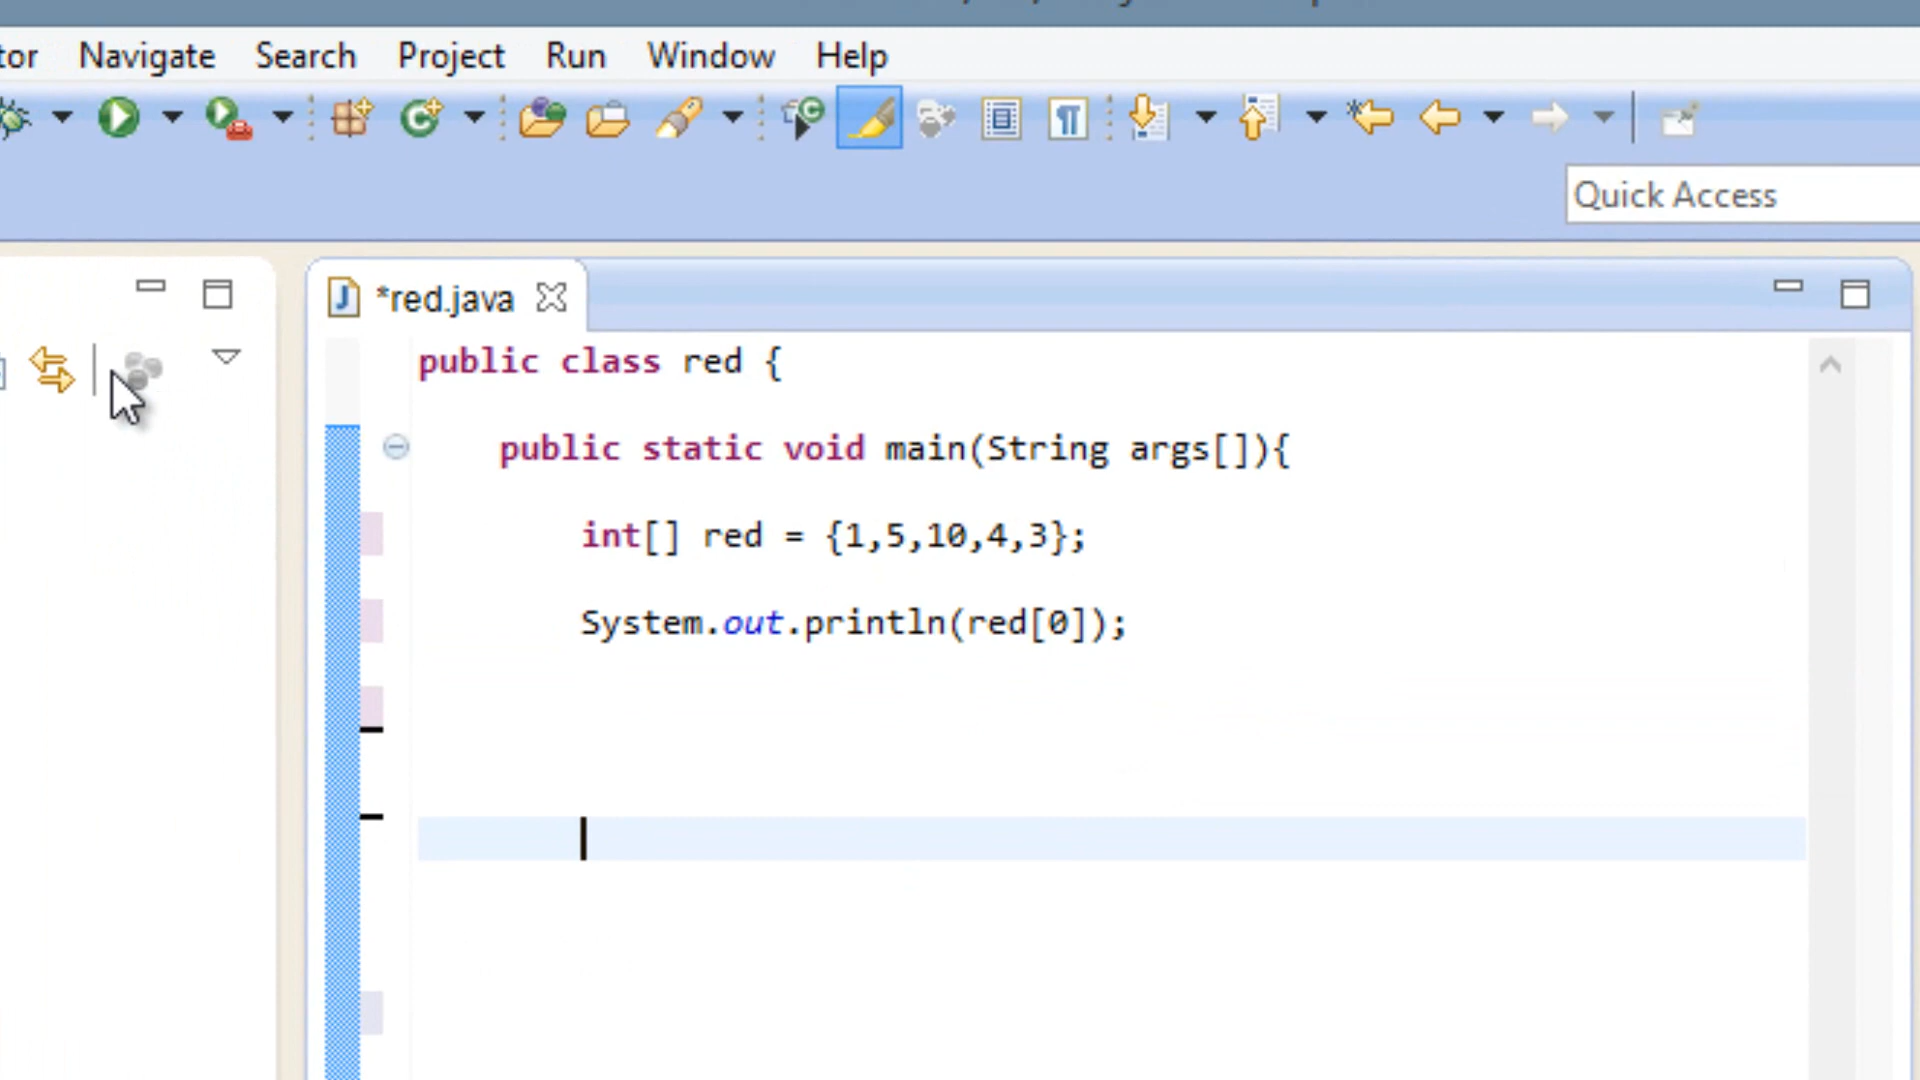 Navigate Search Project Run Window Help
Quick Access
*red.java
public class red {
public static void main(String args[]){
int[] red = {1,5,10,4,3};
System.out.println(red[0]);